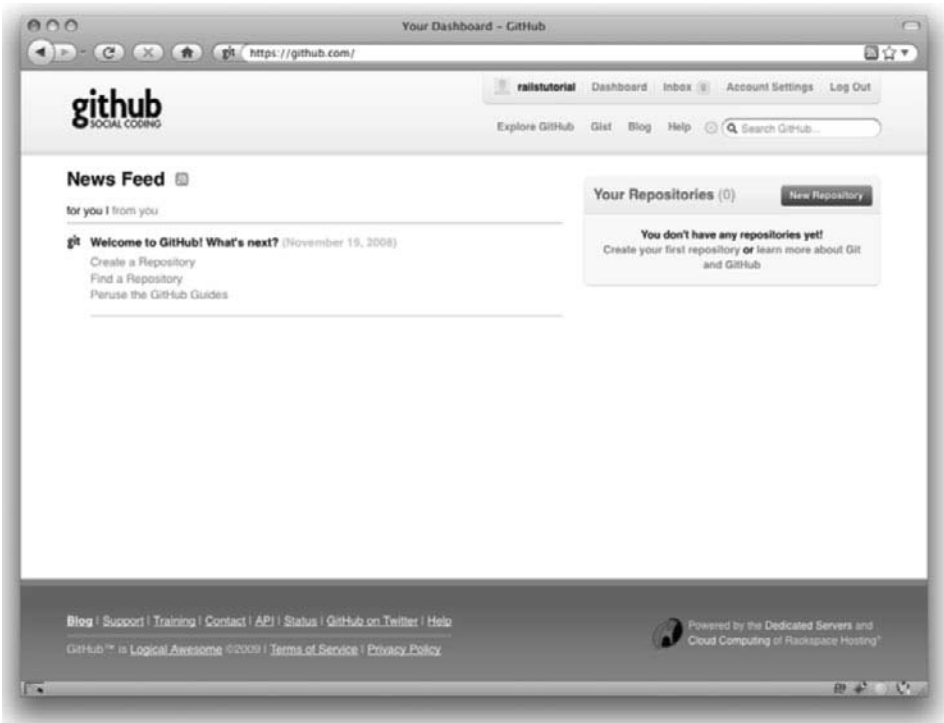 Your Dashboard – GitHub
git https://github.com/
github
SOCIAL CODING
railstutorial Dashboard Inbox 0 Account Settings Log Out
Explore GitHub Gist Blog Help Search GitHub...
News Feed
for you | from you
git Welcome to GitHub! What's next? (November 19, 2008)
Create a Repository
Find a Repository
Peruse the GitHub Guides
Your Repositories (0) New Repository
You don't have any repositories yet!
Create your first repository or learn more about Git
and GitHub
Blog | Support | Training | Contact | API | Status | GitHub on Twitter | Help
GitHub™ is Logical Awesome ©2009 | Terms of Service | Privacy Policy
Powered by the Dedicated Servers and
Cloud Computing of Rackspace Hosting®